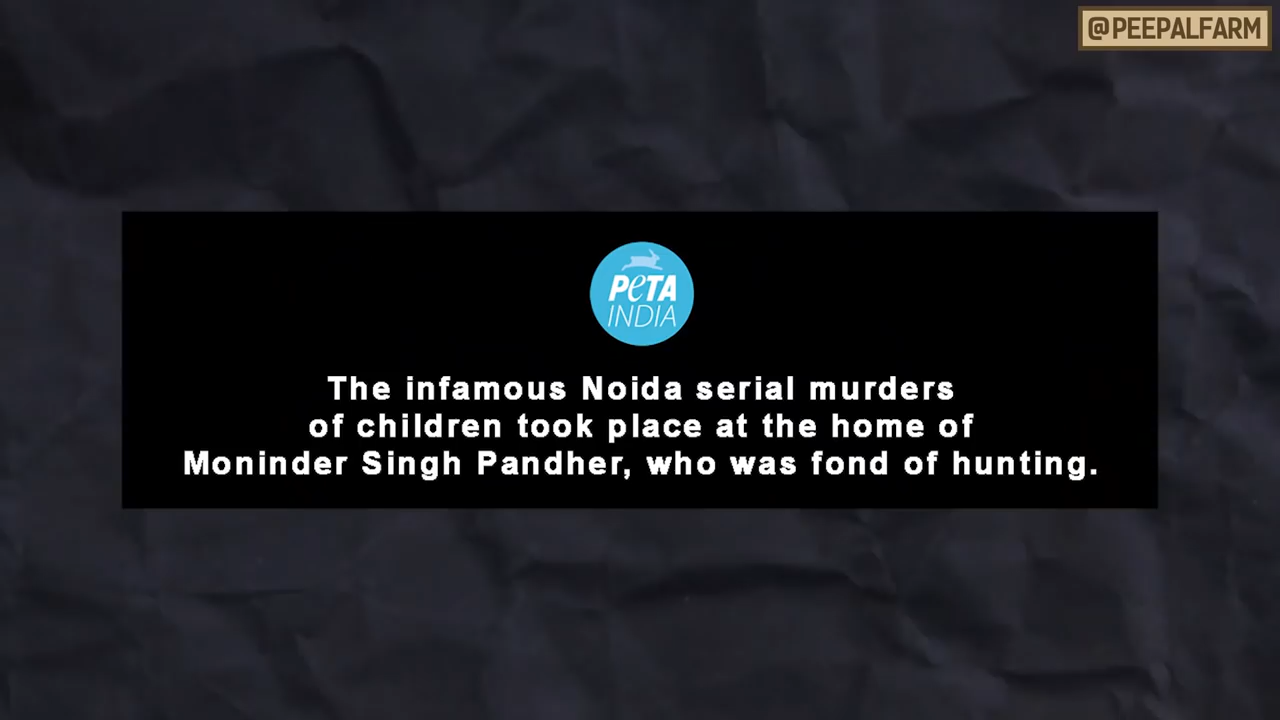 @PEEPALFARM
PeTA
INDIA
The infamous Noida serial murders
of children took place at the home of
Moninder Singh Pandher, who was fond of hunting.